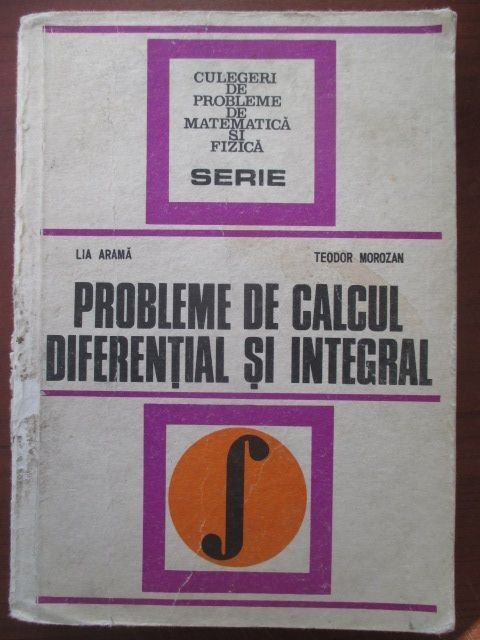 CULEGERI
DE
PROBLEME
DE
MATEMATICĂ
ȘI
FIZICĂ
SERIE
LIA ARAMĂ TEODOR MOROZAN
PROBLEME DE CALCUL
DIFERENȚIAL ȘI INTEGRAL
∫